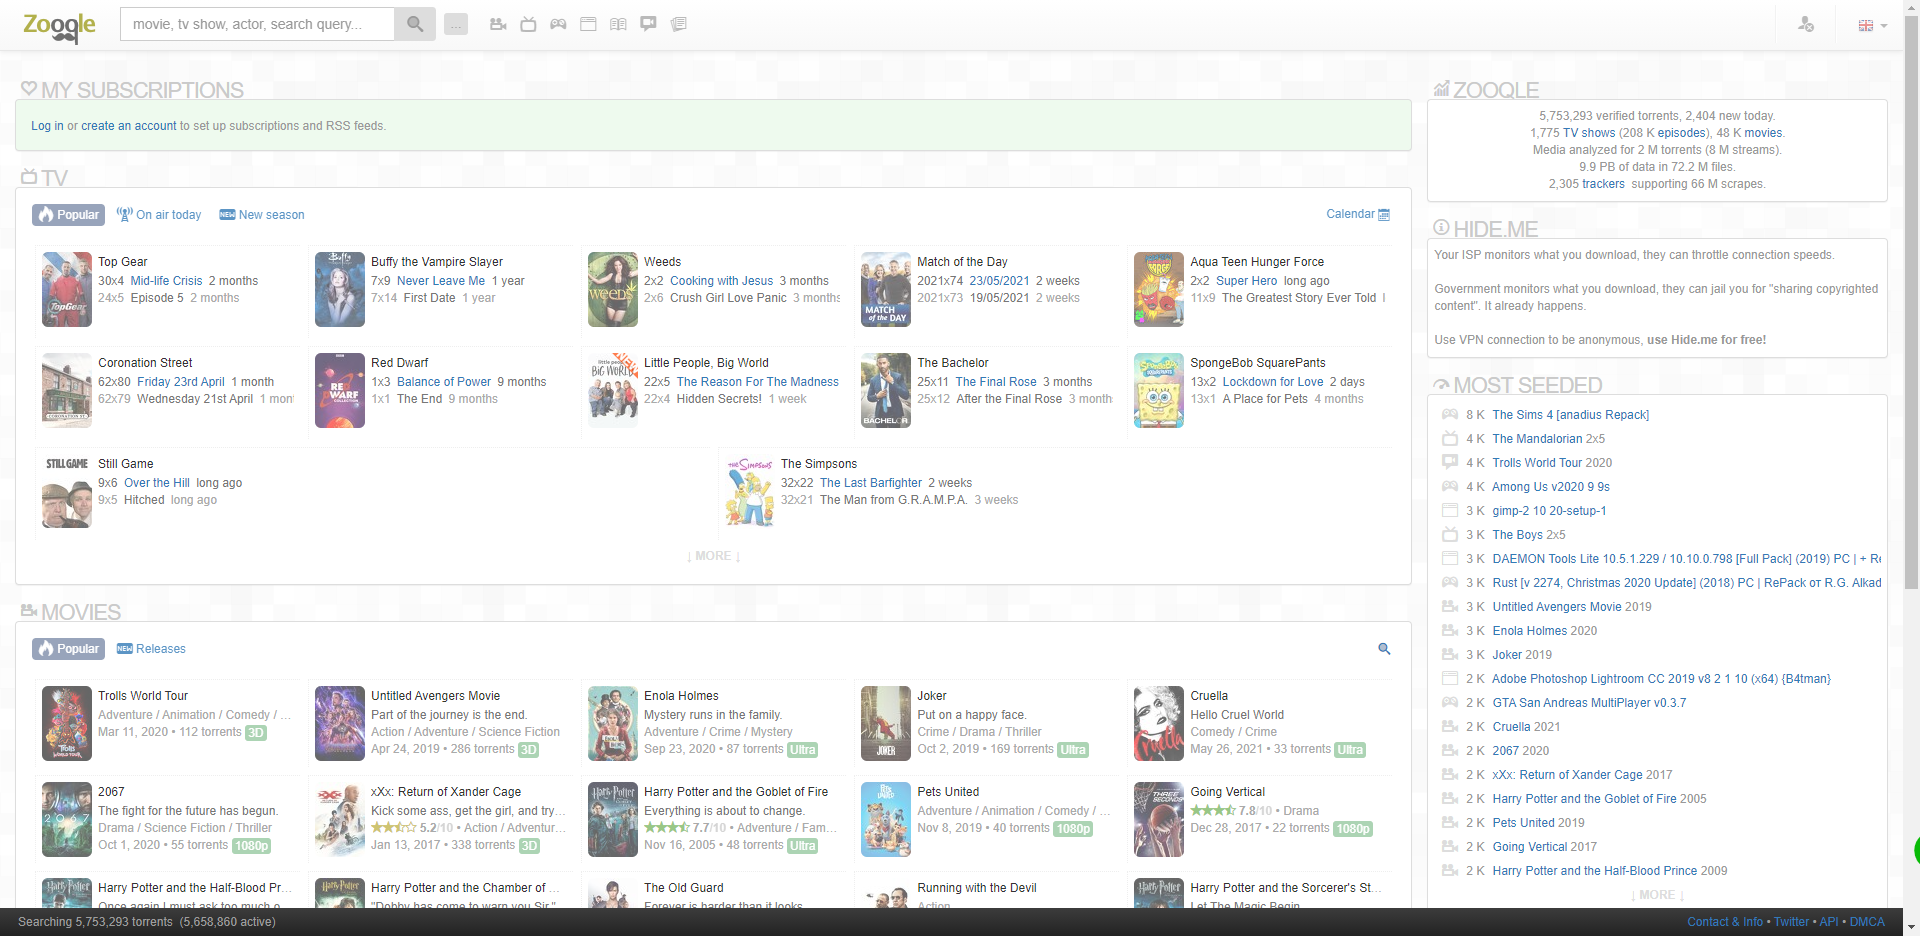 Zooqle
movie, tv show, actor, search query...
...
MY SUBSCRIPTIONS
Log in or create an account to set up subscriptions and RSS feeds.
TV
Popular
On air today
NEW New season
Calendar
Top Gear
30x4 Mid-life Crisis 2 months
24x5 Episode 5 2 months
Buffy the Vampire Slayer
7x9 Never Leave Me 1 year
7x14 First Date 1 year
Weeds
2x2 Cooking with Jesus 3 months
2x6 Crush Girl Love Panic 3 months
Match of the Day
2021x74 23/05/2021 2 weeks
2021x73 19/05/2021 2 weeks
Aqua Teen Hunger Force
2x2 Super Hero long ago
11x9 The Greatest Story Ever Told
Coronation Street
62x80 Friday 23rd April 1 month
62x79 Wednesday 21st April 1 mon
Red Dwarf
1x3 Balance of Power 9 months
1x1 The End 9 months
Little People, Big World
22x5 The Reason For The Madness
22x4 Hidden Secrets! 1 week
The Bachelor
25x11 The Final Rose 3 months
25x12 After the Final Rose 3 month
SpongeBob SquarePants
13x2 Lockdown for Love 2 days
13x1 A Place for Pets 4 months
STILL GAME
Still Game
9x6 Over the Hill long ago
9x5 Hitched long ago
The Simpsons
32x22 The Last Barfighter 2 weeks
32x21 The Man from G.R.A.M.P.A. 3 weeks
↓ MORE ↓
MOVIES
Popular
NEW Releases
Trolls World Tour
Adventure / Animation / Comedy / ...
Mar 11, 2020 • 112 torrents 3D
Untitled Avengers Movie
Part of the journey is the end.
Action / Adventure / Science Fiction
Apr 24, 2019 • 286 torrents 3D
Enola Holmes
Mystery runs in the family.
Adventure / Crime / Mystery
Sep 23, 2020 • 87 torrents Ultra
Joker
Put on a happy face.
Crime / Drama / Thriller
Oct 2, 2019 • 169 torrents Ultra
Cruella
Hello Cruel World
Comedy / Crime
May 26, 2021 • 33 torrents Ultra
2067
The fight for the future has begun.
Drama / Science Fiction / Thriller
Oct 1, 2020 • 55 torrents 1080p
xXx: Return of Xander Cage
Kick some ass, get the girl, and try...
5.2/10 • Action / Adventur...
Jan 13, 2017 • 338 torrents 3D
Harry Potter and the Goblet of Fire
Everything is about to change.
7.7/10 • Adventure / Fam...
Nov 16, 2005 • 48 torrents Ultra
Pets United
Adventure / Animation / Comedy / ...
Nov 8, 2019 • 40 torrents 1080p
Going Vertical
7.8/10 • Drama
Dec 28, 2017 • 22 torrents 1080p
Harry Potter and the Half-Blood Pr...
Once again I must ask too much o
Harry Potter and the Chamber of ...
"Dobby has come to warn you Sir."
The Old Guard
Forever is harder than it looks
Running with the Devil
Action
Harry Potter and the Sorcerer's St...
Let The Magic Begin
ZOOQLE
5,753,293 verified torrents, 2,404 new today.
1,775 TV shows (208 K episodes), 48 K movies.
Media analyzed for 2 M torrents (8 M streams).
9.9 PB of data in 72.2 M files.
2,305 trackers supporting 66 M scrapes.
HIDE.ME
Your ISP monitors what you download, they can throttle connection speeds.
Government monitors what you download, they can jail you for "sharing copyrighted
content". It already happens.
Use VPN connection to be anonymous, use Hide.me for free!
MOST SEEDED
8 K The Sims 4 [anadius Repack]
4 K The Mandalorian 2x5
4 K Trolls World Tour 2020
4 K Among Us v2020 9 9s
3 K gimp-2 10 20-setup-1
3 K The Boys 2x5
3 K DAEMON Tools Lite 10.5.1.229 / 10.10.0.798 [Full Pack] (2019) PC | + Re
3 K Rust [v 2274, Christmas 2020 Update] (2018) PC | RePack от R.G. Alkad
3 K Untitled Avengers Movie 2019
3 K Enola Holmes 2020
3 K Joker 2019
2 K Adobe Photoshop Lightroom CC 2019 v8 2 1 10 (x64) {B4tman}
2 K GTA San Andreas MultiPlayer v0.3.7
2 K Cruella 2021
2 K 2067 2020
2 K xXx: Return of Xander Cage 2017
2 K Harry Potter and the Goblet of Fire 2005
2 K Pets United 2019
2 K Going Vertical 2017
2 K Harry Potter and the Half-Blood Prince 2009
↓ MORE ↓
Searching 5,753,293 torrents (5,658,860 active)
Contact & Info • Twitter • API • DMCA